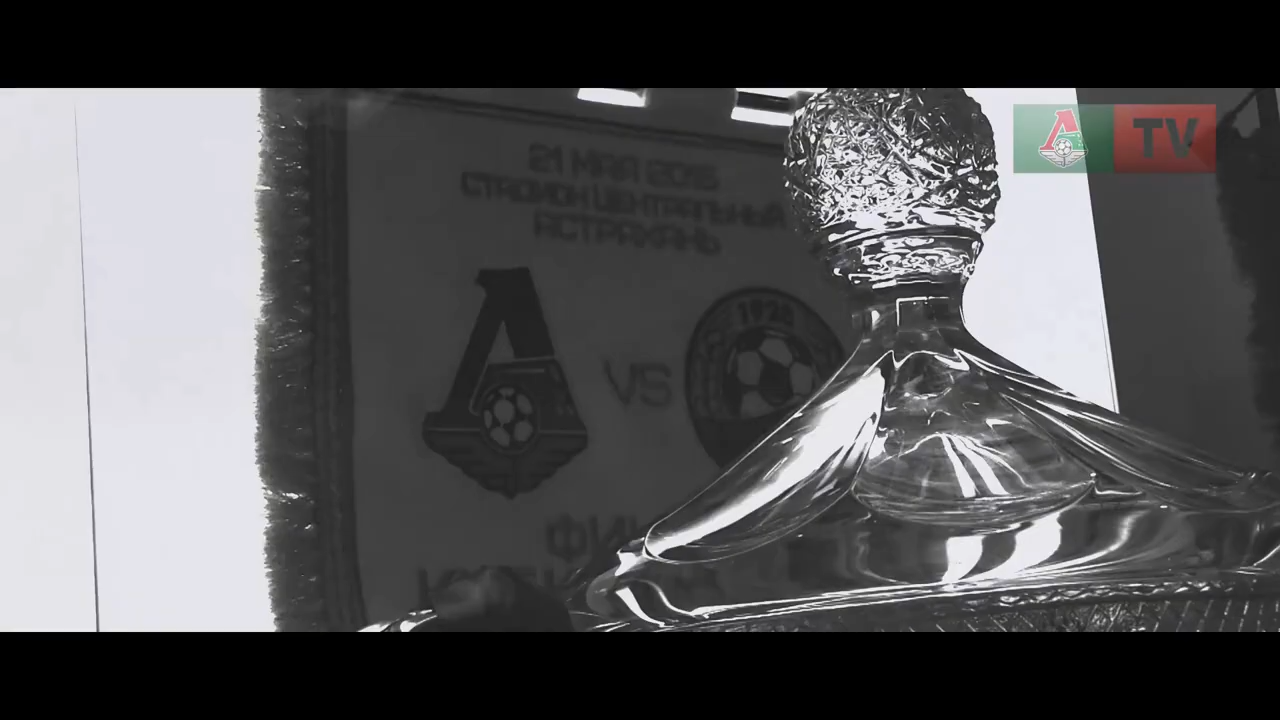 TV
21 МАЯ 2015
СТАДИОН ЦЕНТРАЛЬНЫЙ
АСТРАХАНЬ
1928
VS